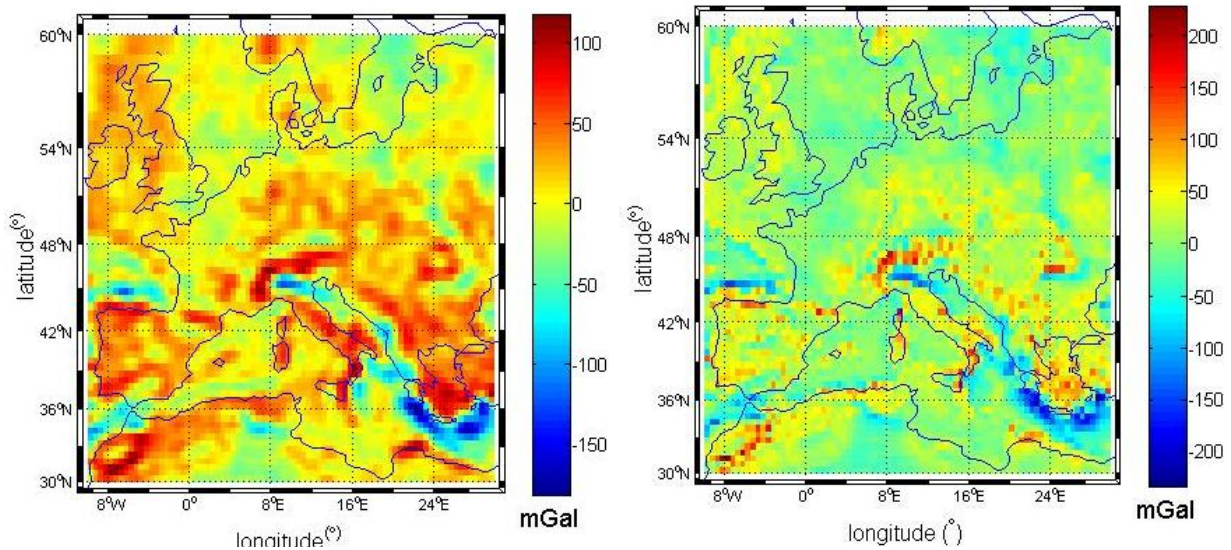 60°N
54°N
48°N
42°N
36°N
30°N
latitude(°)
8°W
0°
8°E
16°E
24°E
longitude(°)
100
50
0
-50
-100
-150
mGal
60°N
54°N
48°N
42°N
36°N
30°N
latitude(°)
8°W
0°
8°E
16°E
24°E
longitude (°)
200
150
100
50
0
-50
-100
-150
-200
mGal